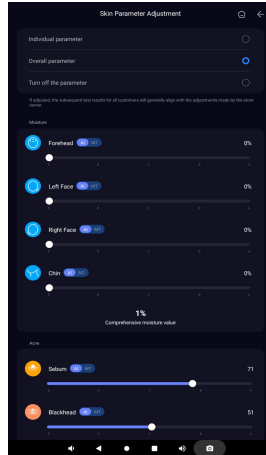 Skin Parameter Adjustment
Individual parameter
Overall parameter
Turn off the parameter
If adjusted, the subsequent test results for all customers will generally align with the adjustments made by the store owner.
Moisture
Forehead AI MT 0%
Left Face AI MT 0%
Right Face AI MT 0%
Chin AI MT 0%
1%
Comprehensive moisture value
Acne
Sebum AI MT 71
Blackhead AI MT 51